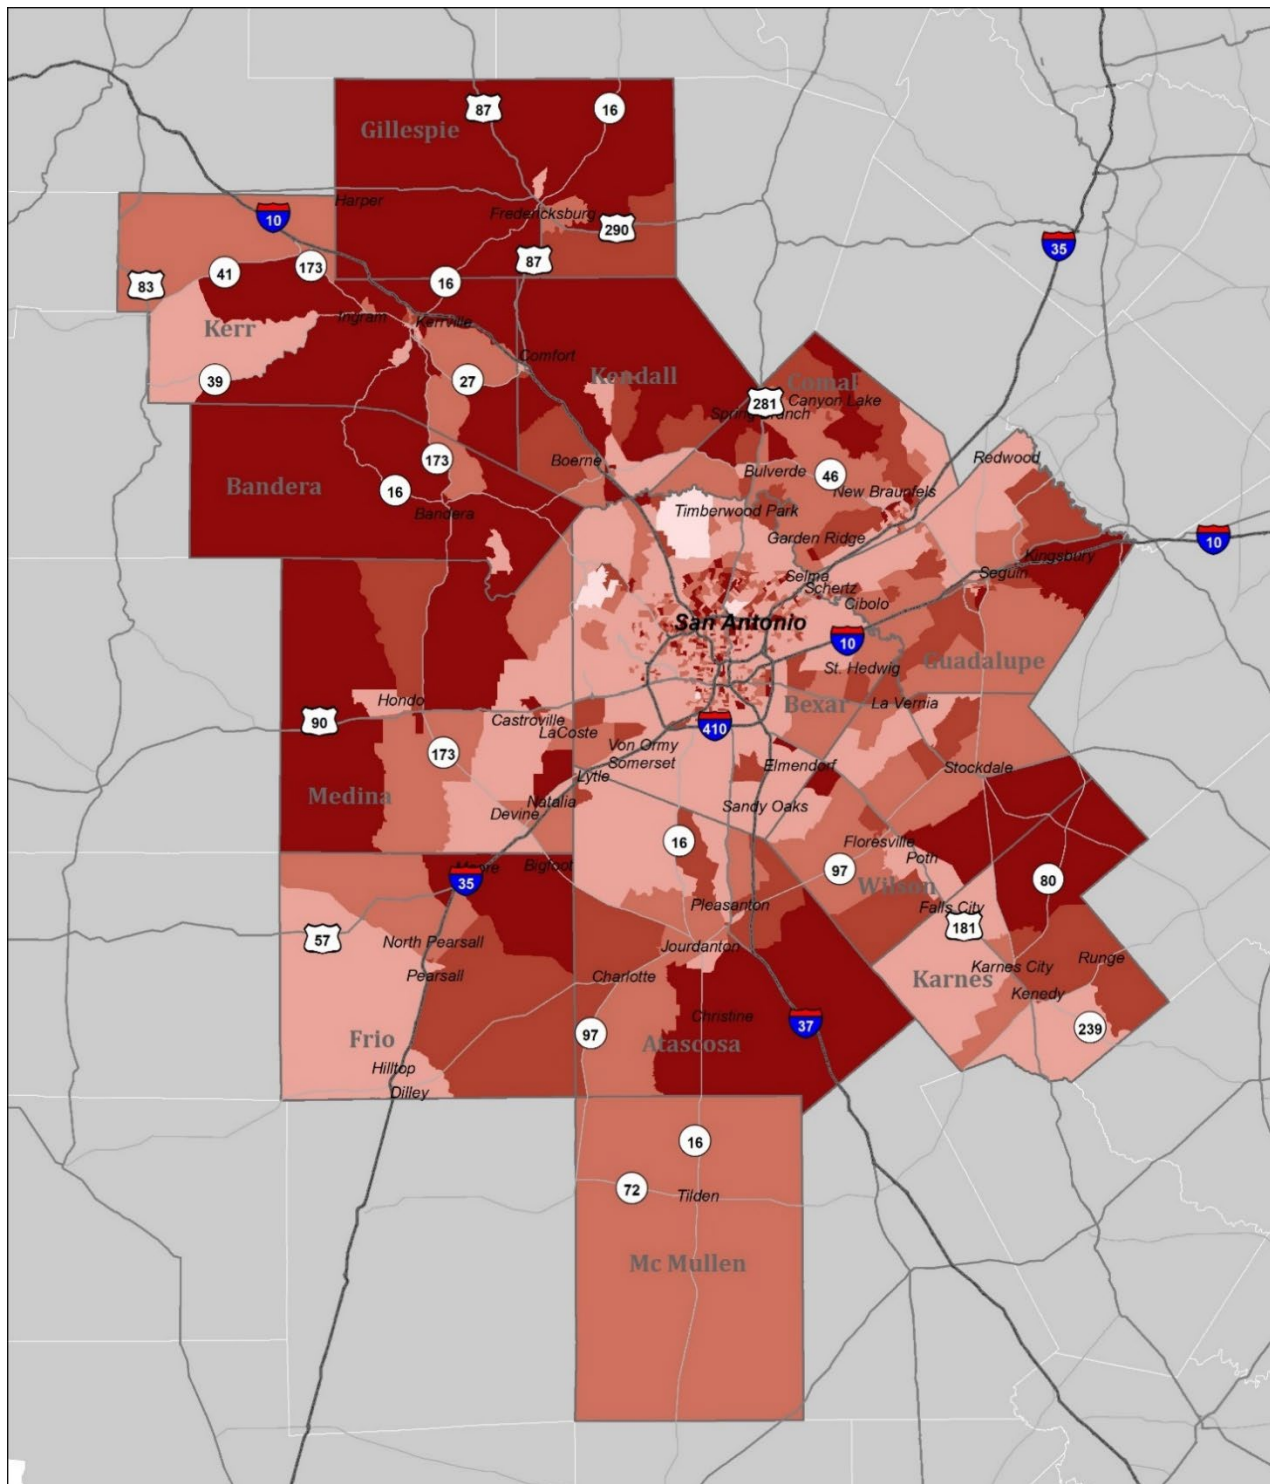 87
16
Gillespie
Harper
Fredericksburg
10
290
35
41
173
87
83
16
Kerr
Ingram
Kerrville
Comfort
39
27
Kendall
Comal
281
Canyon Lake
Spring Branch
Redwood
173
Boerne
Bulverde
46
Bandera
16
New Braunfels
Bandera
Timberwood Park
Garden Ridge
10
Kingsbury
Selma
Seguin
Schertz
Cibolo
San Antonio
10
St. Hedwig
Guadalupe
Hondo
Bexar
La Vernia
90
Castroville
410
LaCoste
173
Von Ormy
Somerset
Elmendorf
Stockdale
Lytle
Medina
Natalia
Devine
Sandy Oaks
16
Floresville
Poth
Moore
Bigfoot
97
Wilson
35
80
Pleasanton
Falls City
57
North Pearsall
Jourdanton
181
Pearsall
Charlotte
Karnes City
Runge
Karnes
Kenedy
Christine
37
239
Frio
97
Atascosa
Hilltop
Dilley
16
72
Tilden
Mc Mullen